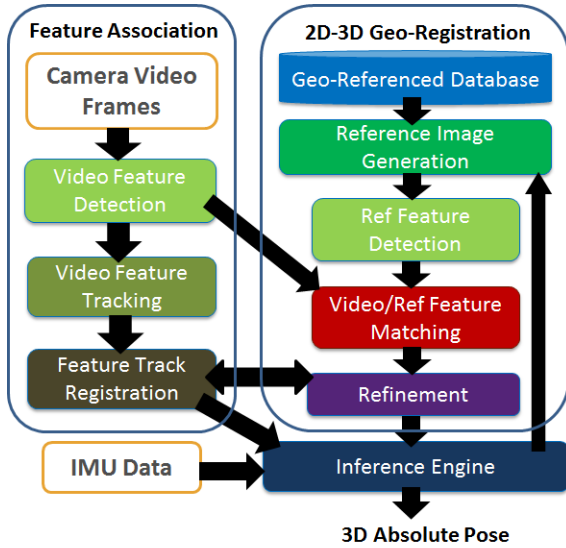 Feature Association
Camera Video
Frames
Video Feature
Detection
Video Feature
Tracking
Feature Track
Registration
IMU Data
2D-3D Geo-Registration
Geo-Referenced Database
Reference Image
Generation
Ref Feature
Detection
Video/Ref Feature
Matching
Refinement
Inference Engine
3D Absolute Pose